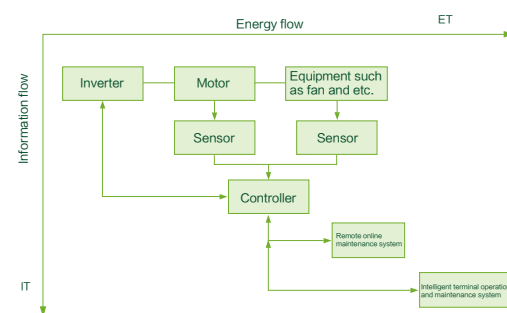 Energy flow
ET
Information flow
Inverter
Motor
Equipment such
as fan and etc.
Sensor
Sensor
Controller
Remote online
maintenance system
IT
Intelligent terminal operatio
and maintenance system